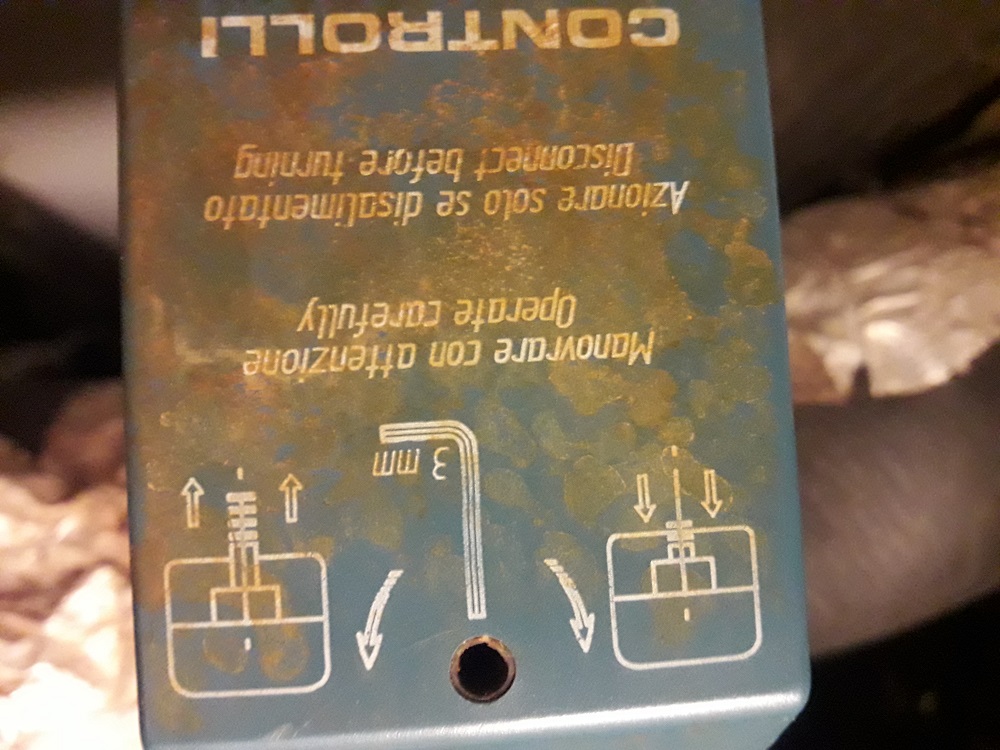 3 mm
Manovrare con attenzione
Operate carefully
Azionare solo se disalimentato
Disconnect before turning
CONTROLLI